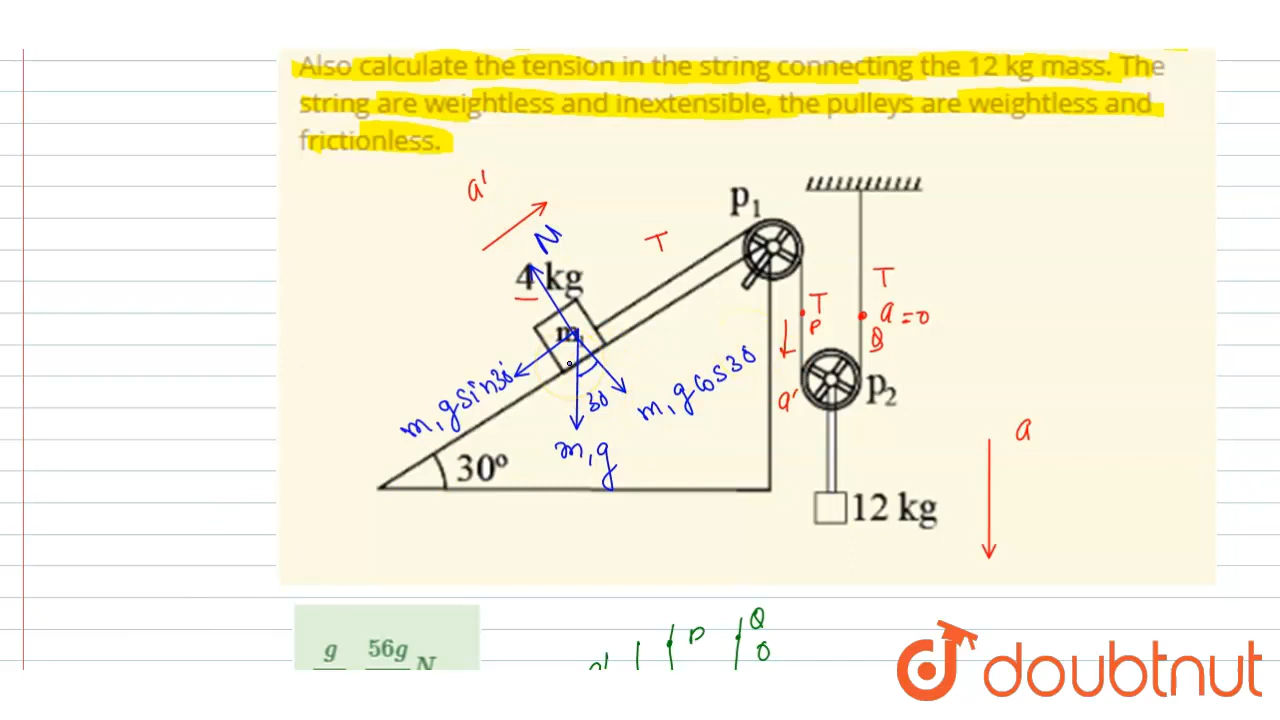 Also calculate the tension in the string connecting the 12 kg mass. The
string are weightless and inextensible, the pulleys are weightless and
frictionless.
a'
N
T
P₁
4 kg
m₁
T
P
a'
T
a = 0
Q
P₂
m₁g sin30
30
m₁g cos30
m₁g
30°
12 kg
a
g 56g N
P
Q
0
a'
doubtnut